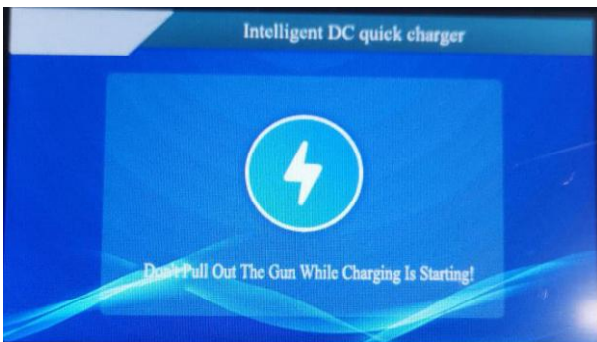 Intelligent DC quick charger
Don't Pull Out The Gun While Charging Is Starting!